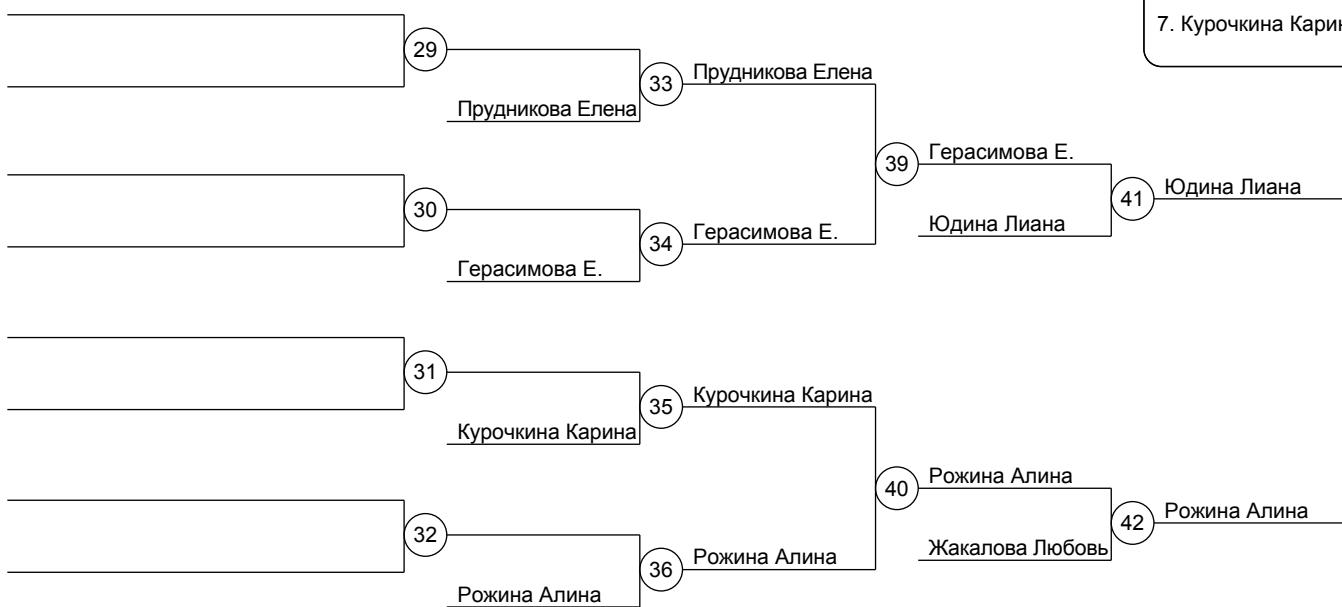 7. Курочкина
29
33
Прудникова Елена
Прудникова Елена
39
Герасимова Е.
41
Юдина Лиана
30
34
Герасимова Е.
Юдина Лиана
Герасимова Е.
31
35
Курочкина Карина
Курочкина Карина
40
Рожина Алина
42
Рожина Алина
32
36
Рожина Алина
Жакалова Любовь
Рожина Алина